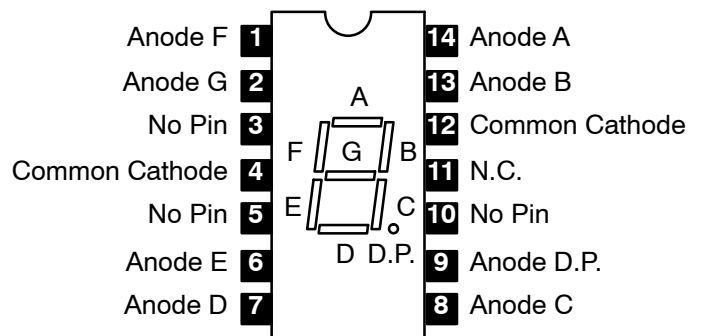 Anode F 1 14 Anode A
Anode G 2 13 Anode B
A
No Pin 3 12 Common Cathode
F G B
Common Cathode 4 11 N.C.
E C
No Pin 5 10 No Pin
D D.P.
Anode E 6 9 Anode D.P.
Anode D 7 8 Anode C